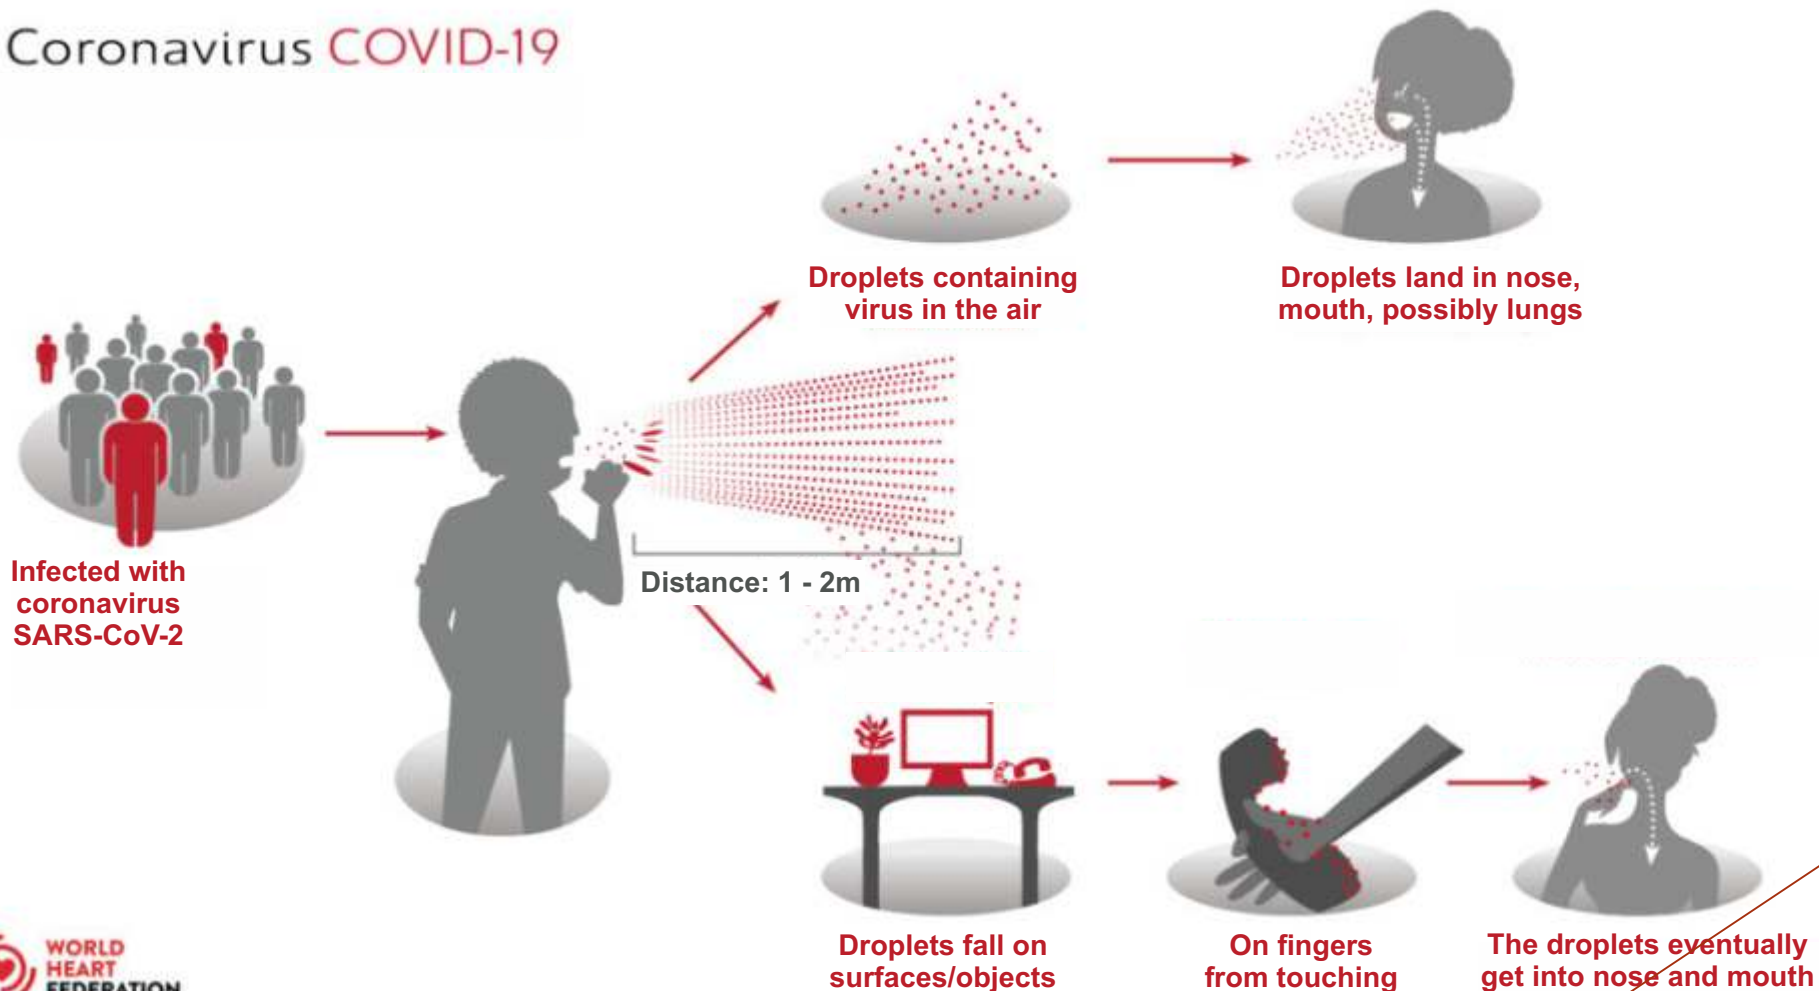 Coronavirus COVID-19
Droplets containing
virus in the air
Droplets land in nose,
mouth, possibly lungs
Infected with
coronavirus
SARS-CoV-2
Distance: 1 - 2m
Droplets fall on
surfaces/objects
On fingers
from touching
The droplets eventually
get into nose and mouth
WORLD
HEART
FEDERATION